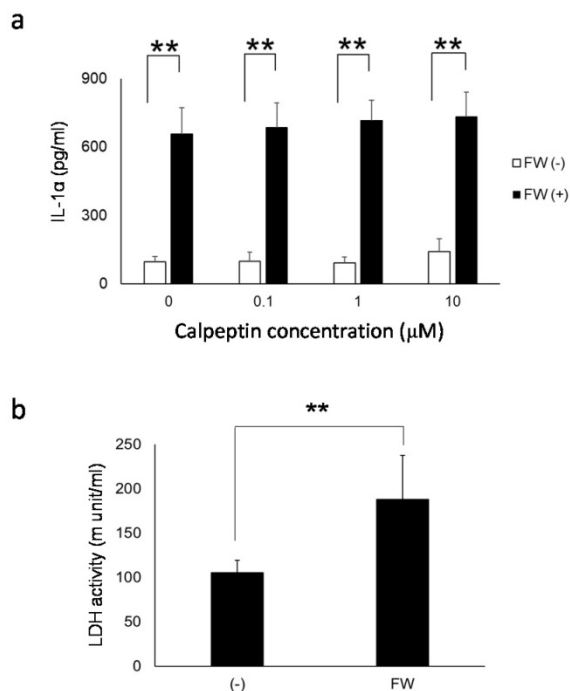 a
** ** ** **
900
600
300
0
IL-1α (pg/ml)
FW (-)
FW (+)
0 0.1 1 10
Calpeptin concentration (μM)
b
**
250
200
150
100
50
0
LDH activity (m unit/ml)
(-) FW